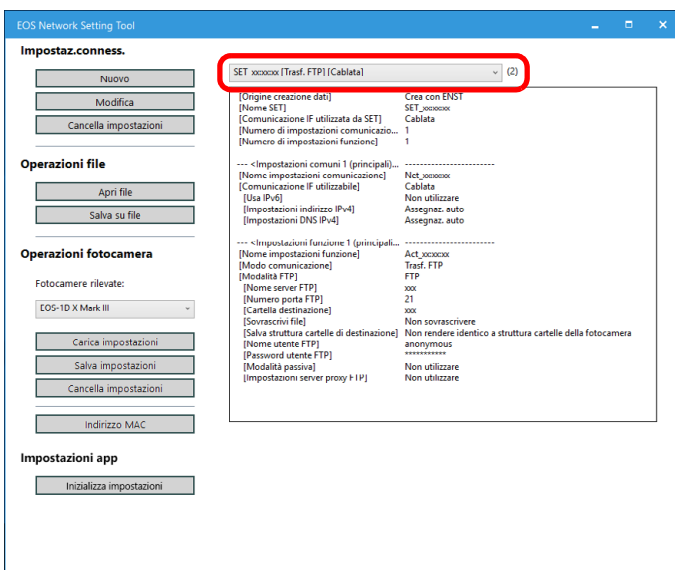 EOS Network Setting Tool
Impostaz.conness.
Nuovo
Modifica
Cancella impostazioni
Operazioni file
Apri file
Salva su file
Operazioni fotocamera
Fotocamere rilevate:
EOS-1D X Mark III
Carica impostazioni
Salva impostazioni
Cancella impostazioni
Indirizzo MAC
Impostazioni app
Inizializza impostazioni
SET_xxxxxx [Trasf. FTP] [Cablata] (2)
[Origine creazione dati] Crea con ENST
[Nome SET] SET_xxxxxx
[Comunicazione IF utilizzata da SET] Cablata
[Numero di impostazioni comunicazio... 1
[Numero di impostazioni funzione] 1
--- <Impostazioni comuni 1 (principali)... ------------------------
[Nome impostazioni comunicazione] Net_xxxxxx
[Comunicazione IF utilizzabile] Cablata
[Usa IPv6] Non utilizzare
[Impostazioni indirizzo IPv4] Assegnaz. auto
[Impostazioni DNS IPv4] Assegnaz. auto
--- <Impostazioni funzione 1 (principali... ------------------------
[Nome impostazioni funzione] Act_xxxxxx
[Modo comunicazione] Trasf. FTP
[Modalità FTP] FTP
[Nome server FTP] xxx
[Numero porta FTP] 21
[Cartella destinazione] xxx
[Sovrascrivi file] Non sovrascrivere
[Salva struttura cartelle di destinazione] Non rendere identico a struttura cartelle della fotocamera
[Nome utente FTP] anonymous
[Password utente FTP] ***********
[Modalità passiva] Non utilizzare
[Impostazioni server proxy FTP] Non utilizzare